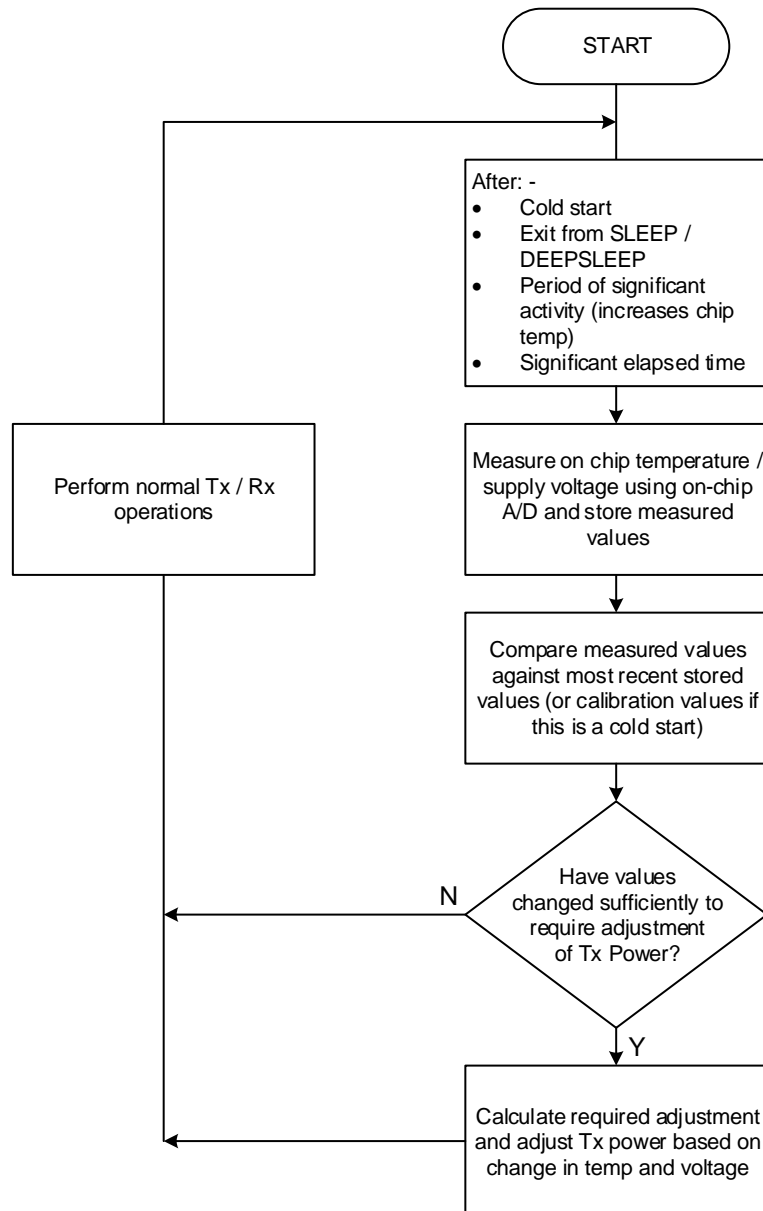 START
After: -
• Cold start
• Exit from SLEEP /
DEEPSLEEP
• Period of significant
activity (increases chip
temp)
• Significant elapsed time
Perform normal Tx / Rx
operations
Measure on chip temperature /
supply voltage using on-chip
A/D and store measured
values
Compare measured values
against most recent stored
values (or calibration values if
this is a cold start)
Have values
changed sufficiently to
require adjustment
of Tx Power?
N
Y
Calculate required adjustment
and adjust Tx power based on
change in temp and voltage